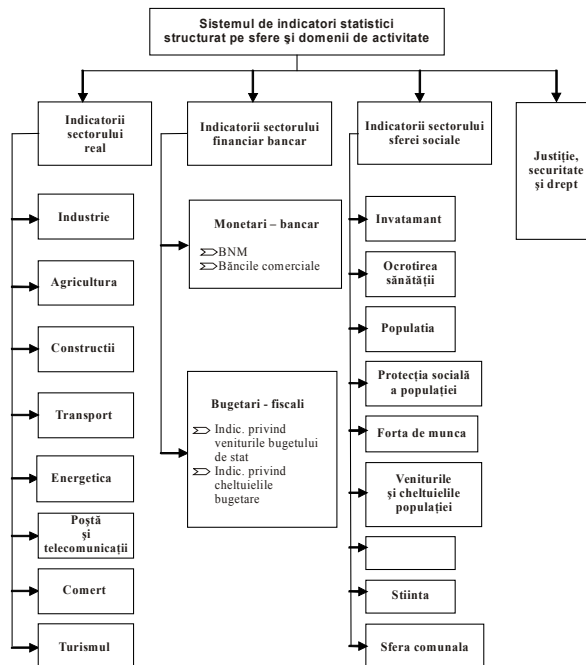 Sistemul de indicatori statistici
structurat pe sfere şi domenii de activitate
Indicatorii
sectorului
real
Industrie
Agricultura
Constructii
Transport
Energetica
Poştă
şi
telecomunicaţii
Comert
Turismul
Indicatorii sectorului
financiar bancar
Monetari – bancar
BNM
Băncile comerciale
Bugetari - fiscali
Indic. privind
veniturile bugetului
de stat
Indic. privind
cheltuielile
bugetare
Indicatorii sectorului
sferei sociale
Invatamant
Ocrotirea
sănătăţii
Populatia
Protecţia socială
a populaţiei
Forta de munca
Veniturile
şi cheltuielile
populaţiei
Stiinta
Sfera comunala
Justiţie,
securitate
şi drept